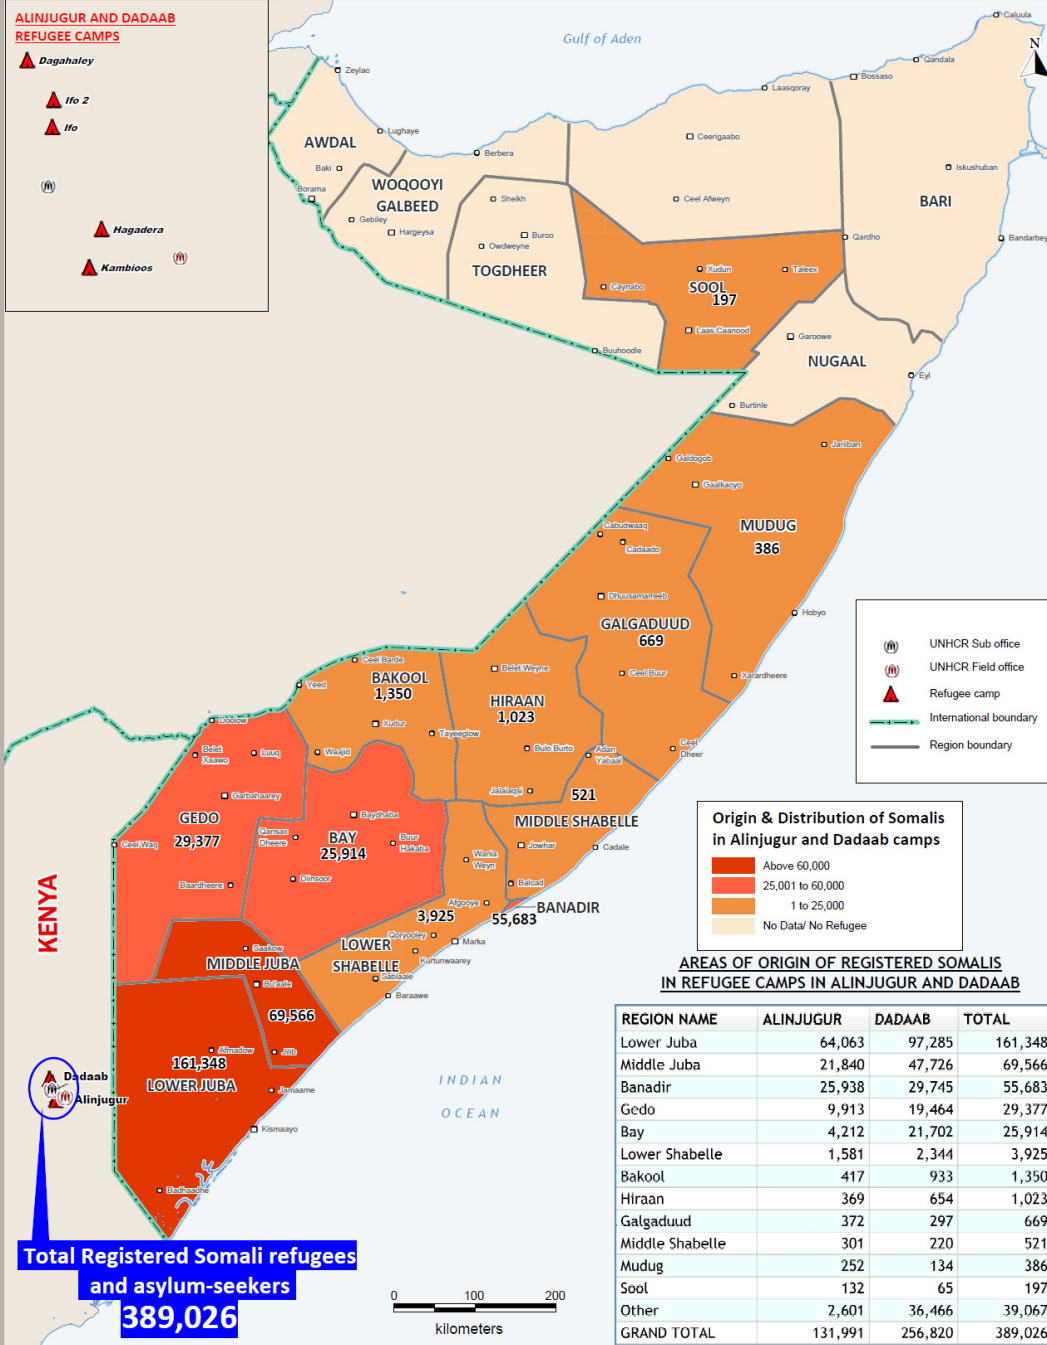 ALINJUGUR AND DADAAB
REFUGEE CAMPS
Dagahaley
Ifo 2
Ifo
Hagadera
Kambioos
Gulf of Aden
N
Caluula
Qandala
Bossaso
Laasqoray
Zeylac
Lughaye
Ceerigaabo
AWDAL
Berbera
Baki
Iskushuban
WOQOOYI
GALBEED
Borama
Sheikh
Ceel Afweyn
BARI
Gebiley
Hargeysa
Burco
Owdweyne
Qardho
Bandarbey
TOGDHEER
Xudun
Taleex
Caynabo
SOOL
197
Laas Caanood
Garoowe
Buuhoodle
NUGAAL
Eyl
Burtinle
Jariiban
Galdogob
Gaalkacyo
MUDUG
386
Cabudwaaq
Cadaado
Dhuusamarreeb
Hobyo
GALGADUUD
669
Ceel Buur
Xarardheere
Ceel Barde
Belet Weyne
BAKOOL
1,350
Yeed
HIRAAN
1,023
Xudur
Tayeeglow
Doolow
Belet
Xaawo
Luuq
Waajid
Bulo Burto
Adan
Yabaal
Ceel
Dheer
Jalalaqsi
521
Garbahaarey
GEDO
29,377
Baydhaba
Qansax
Dheere
BAY
25,914
Buur
Hakaba
MIDDLE SHABELLE
Ceel Waq
Jowhar
Cadale
Wanla
Weyn
Baardheere
Diinsoor
Balcad
KENYA
Afgooye
BANADIR
3,925
55,683
Qoryooley
Marka
LOWER
SHABELLE
Kurtunwaarey
Saakow
MIDDLE JUBA
Sablaale
Bu'aale
Baraawe
69,566
161,348
Afmadow
Jilib
LOWER JUBA
Jamaame
Dadaab
Alinjugur
Kismaayo
Badhaadhe
INDIAN
OCEAN
Total Registered Somali refugees
and asylum-seekers
389,026
0 100 200
kilometers
UNHCR Sub office
UNHCR Field office
Refugee camp
International boundary
Region boundary
Origin & Distribution of Somalis
in Alinjugur and Dadaab camps
Above 60,000
25,001 to 60,000
1 to 25,000
No Data/ No Refugee
AREAS OF ORIGIN OF REGISTERED SOMALIS
IN REFUGEE CAMPS IN ALINJUGUR AND DADAAB
REGION NAME ALINJUGUR DADAAB TOTAL
Lower Juba 64,063 97,285 161,348
Middle Juba 21,840 47,726 69,566
Banadir 25,938 29,745 55,683
Gedo 9,913 19,464 29,377
Bay 4,212 21,702 25,914
Lower Shabelle 1,581 2,344 3,925
Bakool 417 933 1,350
Hiraan 369 654 1,023
Galgaduud 372 297 669
Middle Shabelle 301 220 521
Mudug 252 134 386
Sool 132 65 197
Other 2,601 36,466 39,067
GRAND TOTAL 131,991 256,820 389,026